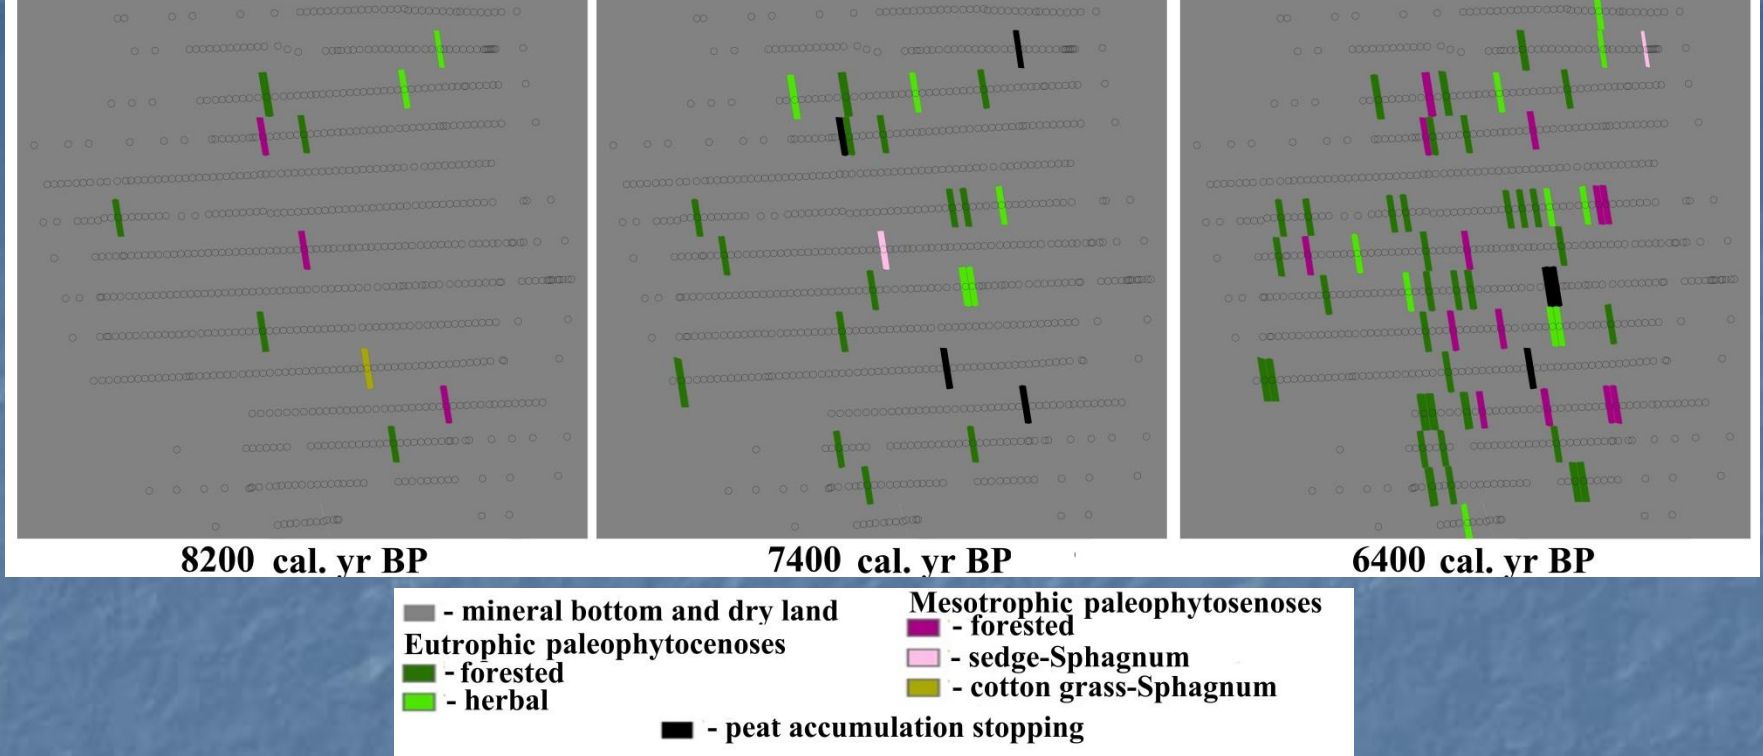 8200 cal. yr BP
7400 cal. yr BP
6400 cal. yr BP
- mineral bottom and dry land
Eutrophic paleophytocenoses
- forested
- herbal
Mesotrophic paleophytosenoses
- forested
- sedge-Sphagnum
- cotton grass-Sphagnum
- peat accumulation stopping